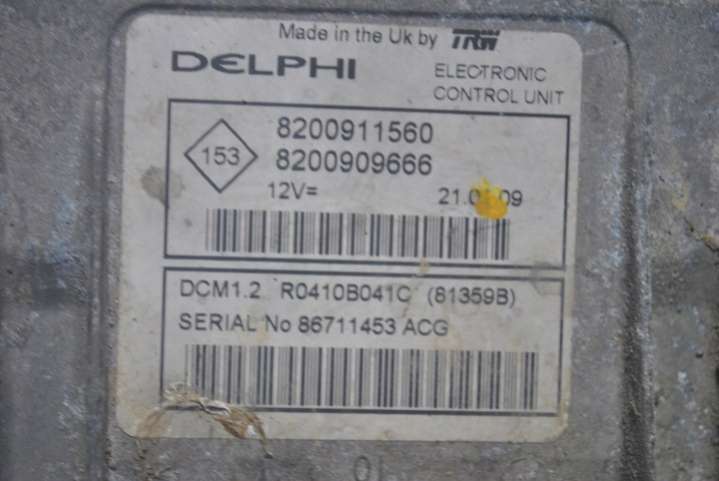 Made in the Uk by TRW
DELPHI
ELECTRONIC
CONTROL UNIT
153
8200911560
8200909666
12V=
DCM1.2 R0410B041C (81359B)
SERIAL No 86711453 ACG